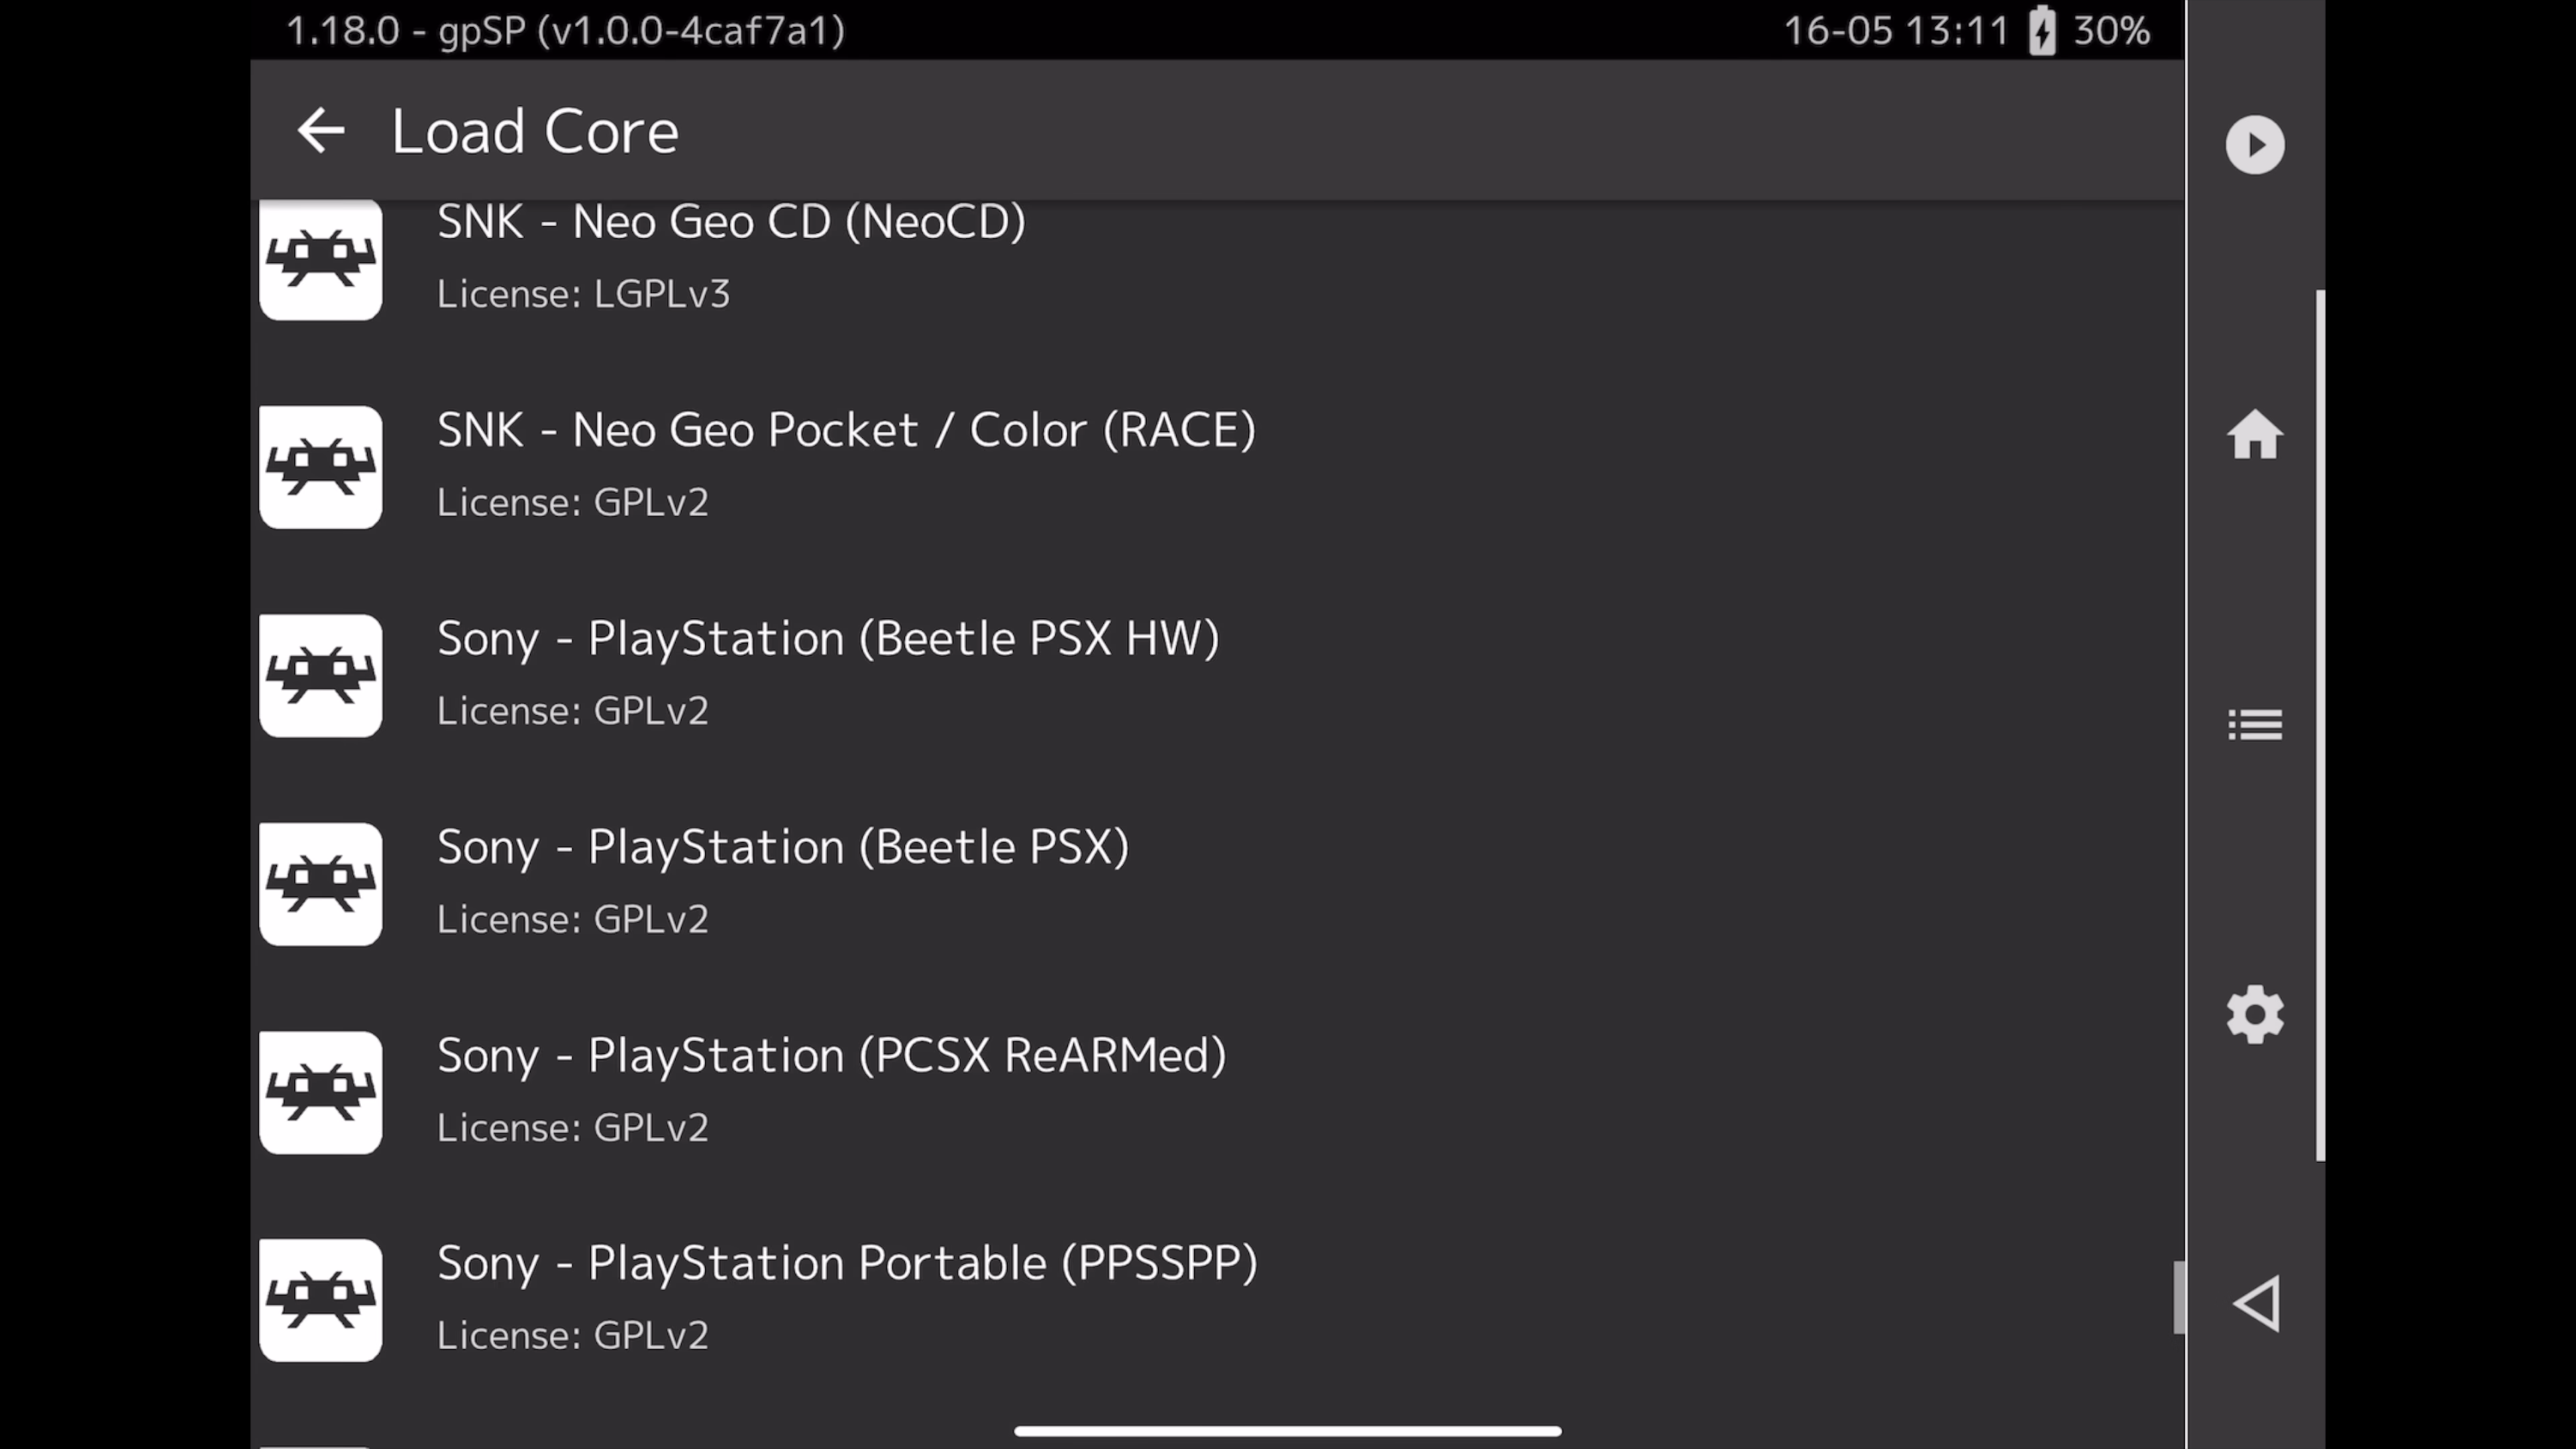 1.18.0 - gpSP (v1.0.0-4caf7a1)
16-05 13:11 30%
Load Core
SNK - Neo Geo CD (NeoCD)
License: LGPLv3
SNK - Neo Geo Pocket / Color (RACE)
License: GPLv2
Sony - PlayStation (Beetle PSX HW)
License: GPLv2
Sony - PlayStation (Beetle PSX)
License: GPLv2
Sony - PlayStation (PCSX ReARMed)
License: GPLv2
Sony - PlayStation Portable (PPSSPP)
License: GPLv2